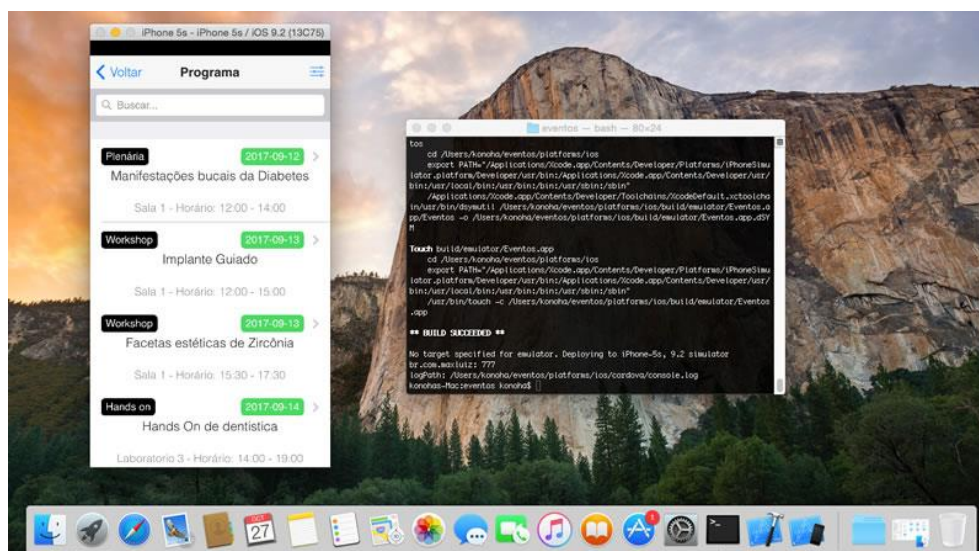 iPhone 5s - iPhone 5s / iOS 9.2 (13C75)
Voltar
Programa
Buscar...
Plenária
2017-09-12
Manifestações bucais da Diabetes
Sala 1 - Horário: 12:00 - 14:00
Workshop
2017-09-13
Implante Guiado
Sala 1 - Horário: 12:00 - 15:00
Workshop
2017-09-13
Facetas estéticas de Zircônia
Sala 1 - Horário: 15:30 - 17:30
Hands on
2017-09-14
Hands On de dentistica
Laboratorio 3 - Horário: 14:00 - 19:00
eventos — bash — 80×24
tos
cd /Users/konoha/eventos/platforms/ios
export PATH="/Applications/Xcode.app/Contents/Developer/Platforms/iPhoneSimu
lator.platform/Developer/usr/bin:/Applications/Xcode.app/Contents/Developer/usr/
bin:/usr/local/bin:/usr/bin:/bin:/usr/sbin:/sbin"
/Applications/Xcode.app/Contents/Developer/Toolchains/XcodeDefault.xctoolcha
in/usr/bin/dsymutil /Users/konoha/eventos/platforms/ios/build/emulator/Eventos.a
pp/Eventos -o /Users/konoha/eventos/platforms/ios/build/emulator/Eventos.app.dSY
M
Touch build/emulator/Eventos.app
cd /Users/konoha/eventos/platforms/ios
export PATH="/Applications/Xcode.app/Contents/Developer/Platforms/iPhoneSimu
lator.platform/Developer/usr/bin:/Applications/Xcode.app/Contents/Developer/usr/
bin:/usr/local/bin:/usr/bin:/bin:/usr/sbin:/sbin"
/usr/bin/touch -c /Users/konoha/eventos/platforms/ios/build/emulator/Eventos
.app
** BUILD SUCCEEDED **
No target specified for emulator. Deploying to iPhone-5s, 9.2 simulator
br.com.maxluiz: 777
logPath: /Users/konoha/eventos/platforms/ios/cordova/console.log
konohas-Mac:eventos konoha$
OCT
27
1